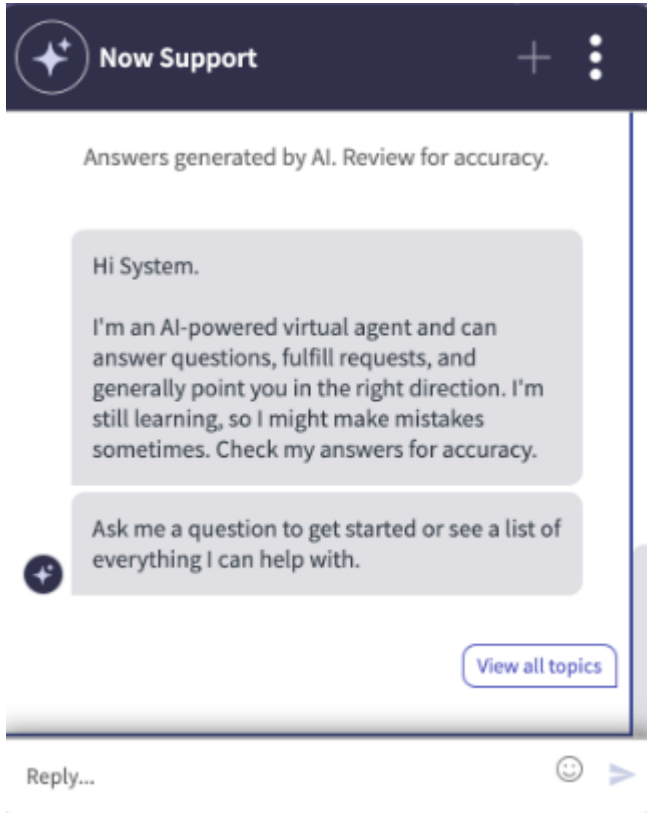 Now Support
Answers generated by AI. Review for accuracy.
Hi System.
I'm an AI-powered virtual agent and can
answer questions, fulfill requests, and
generally point you in the right direction. I'm
still learning, so I might make mistakes
sometimes. Check my answers for accuracy.
Ask me a question to get started or see a list of
everything I can help with.
View all topics
Reply...